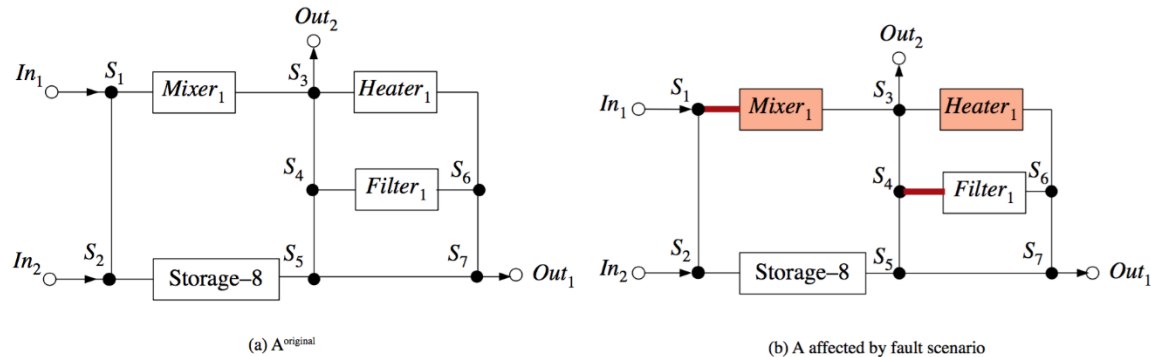 Out₂
In₁
S₁
Mixer₁
S₃
Heater₁
S₄
Filter₁
S₆
In₂
S₂
Storage–8
S₅
S₇
Out₁
(a) A^original
Out₂
In₁
S₁
Mixer₁
S₃
Heater₁
S₄
Filter₁
S₆
In₂
S₂
Storage–8
S₅
S₇
Out₁
(b) A affected by fault scenario